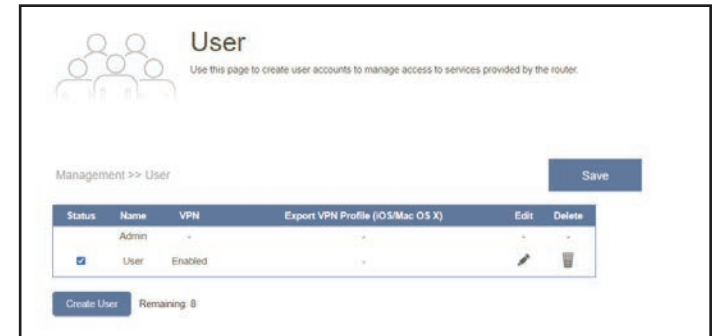 User
Use this page to create user accounts to manage access to services provided by the router.
Management >> User
Save
Status Name VPN Export VPN Profile (iOS/Mac OS X) Edit Delete
Admin - - - -
User Enabled -
Create User Remaining: 8